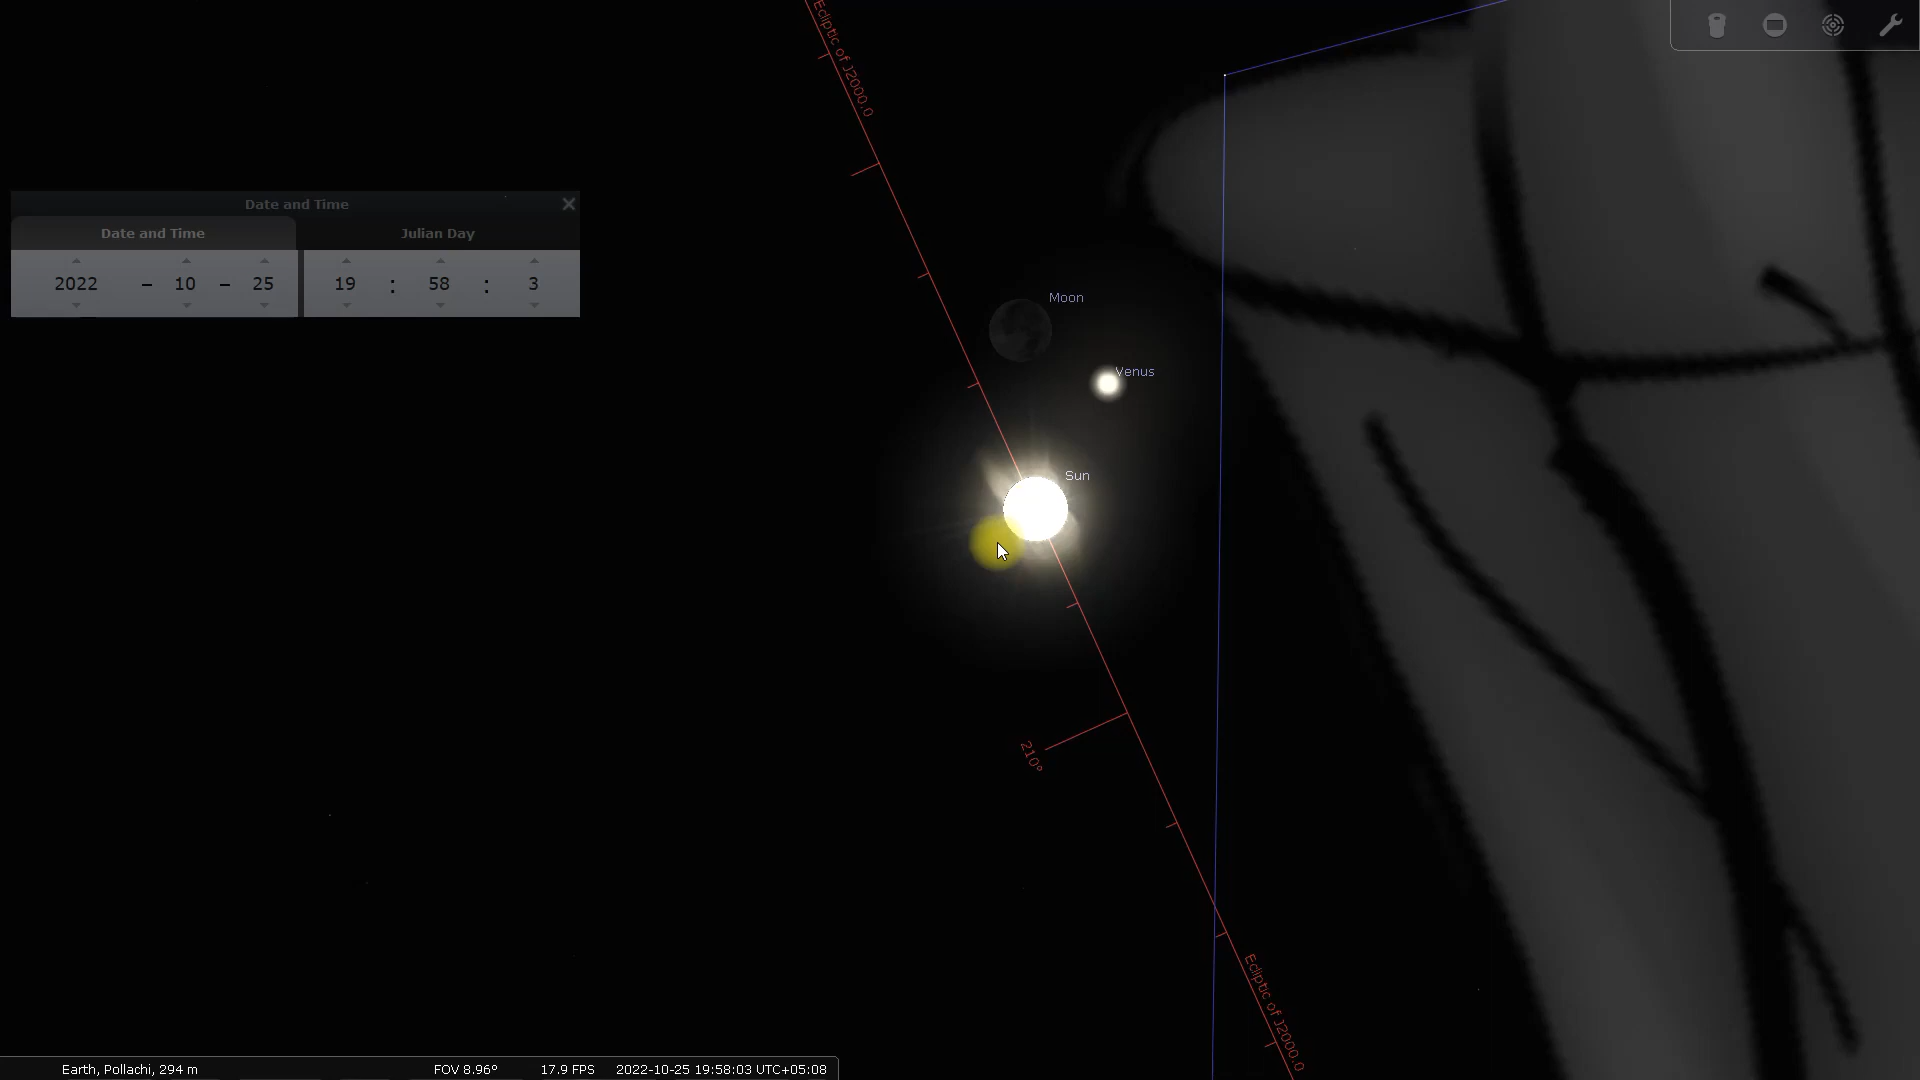 Ecliptic of J2000.0
Date and Time
Date and Time
Julian Day
2022 – 10 – 25 19 : 58 : 3
Moon
Venus
Sun
210°
Ecliptic of J2000.0
Earth, Pollachi, 294 m FOV 8.96° 17.9 FPS 2022-10-25 19:58:03 UTC+05:08